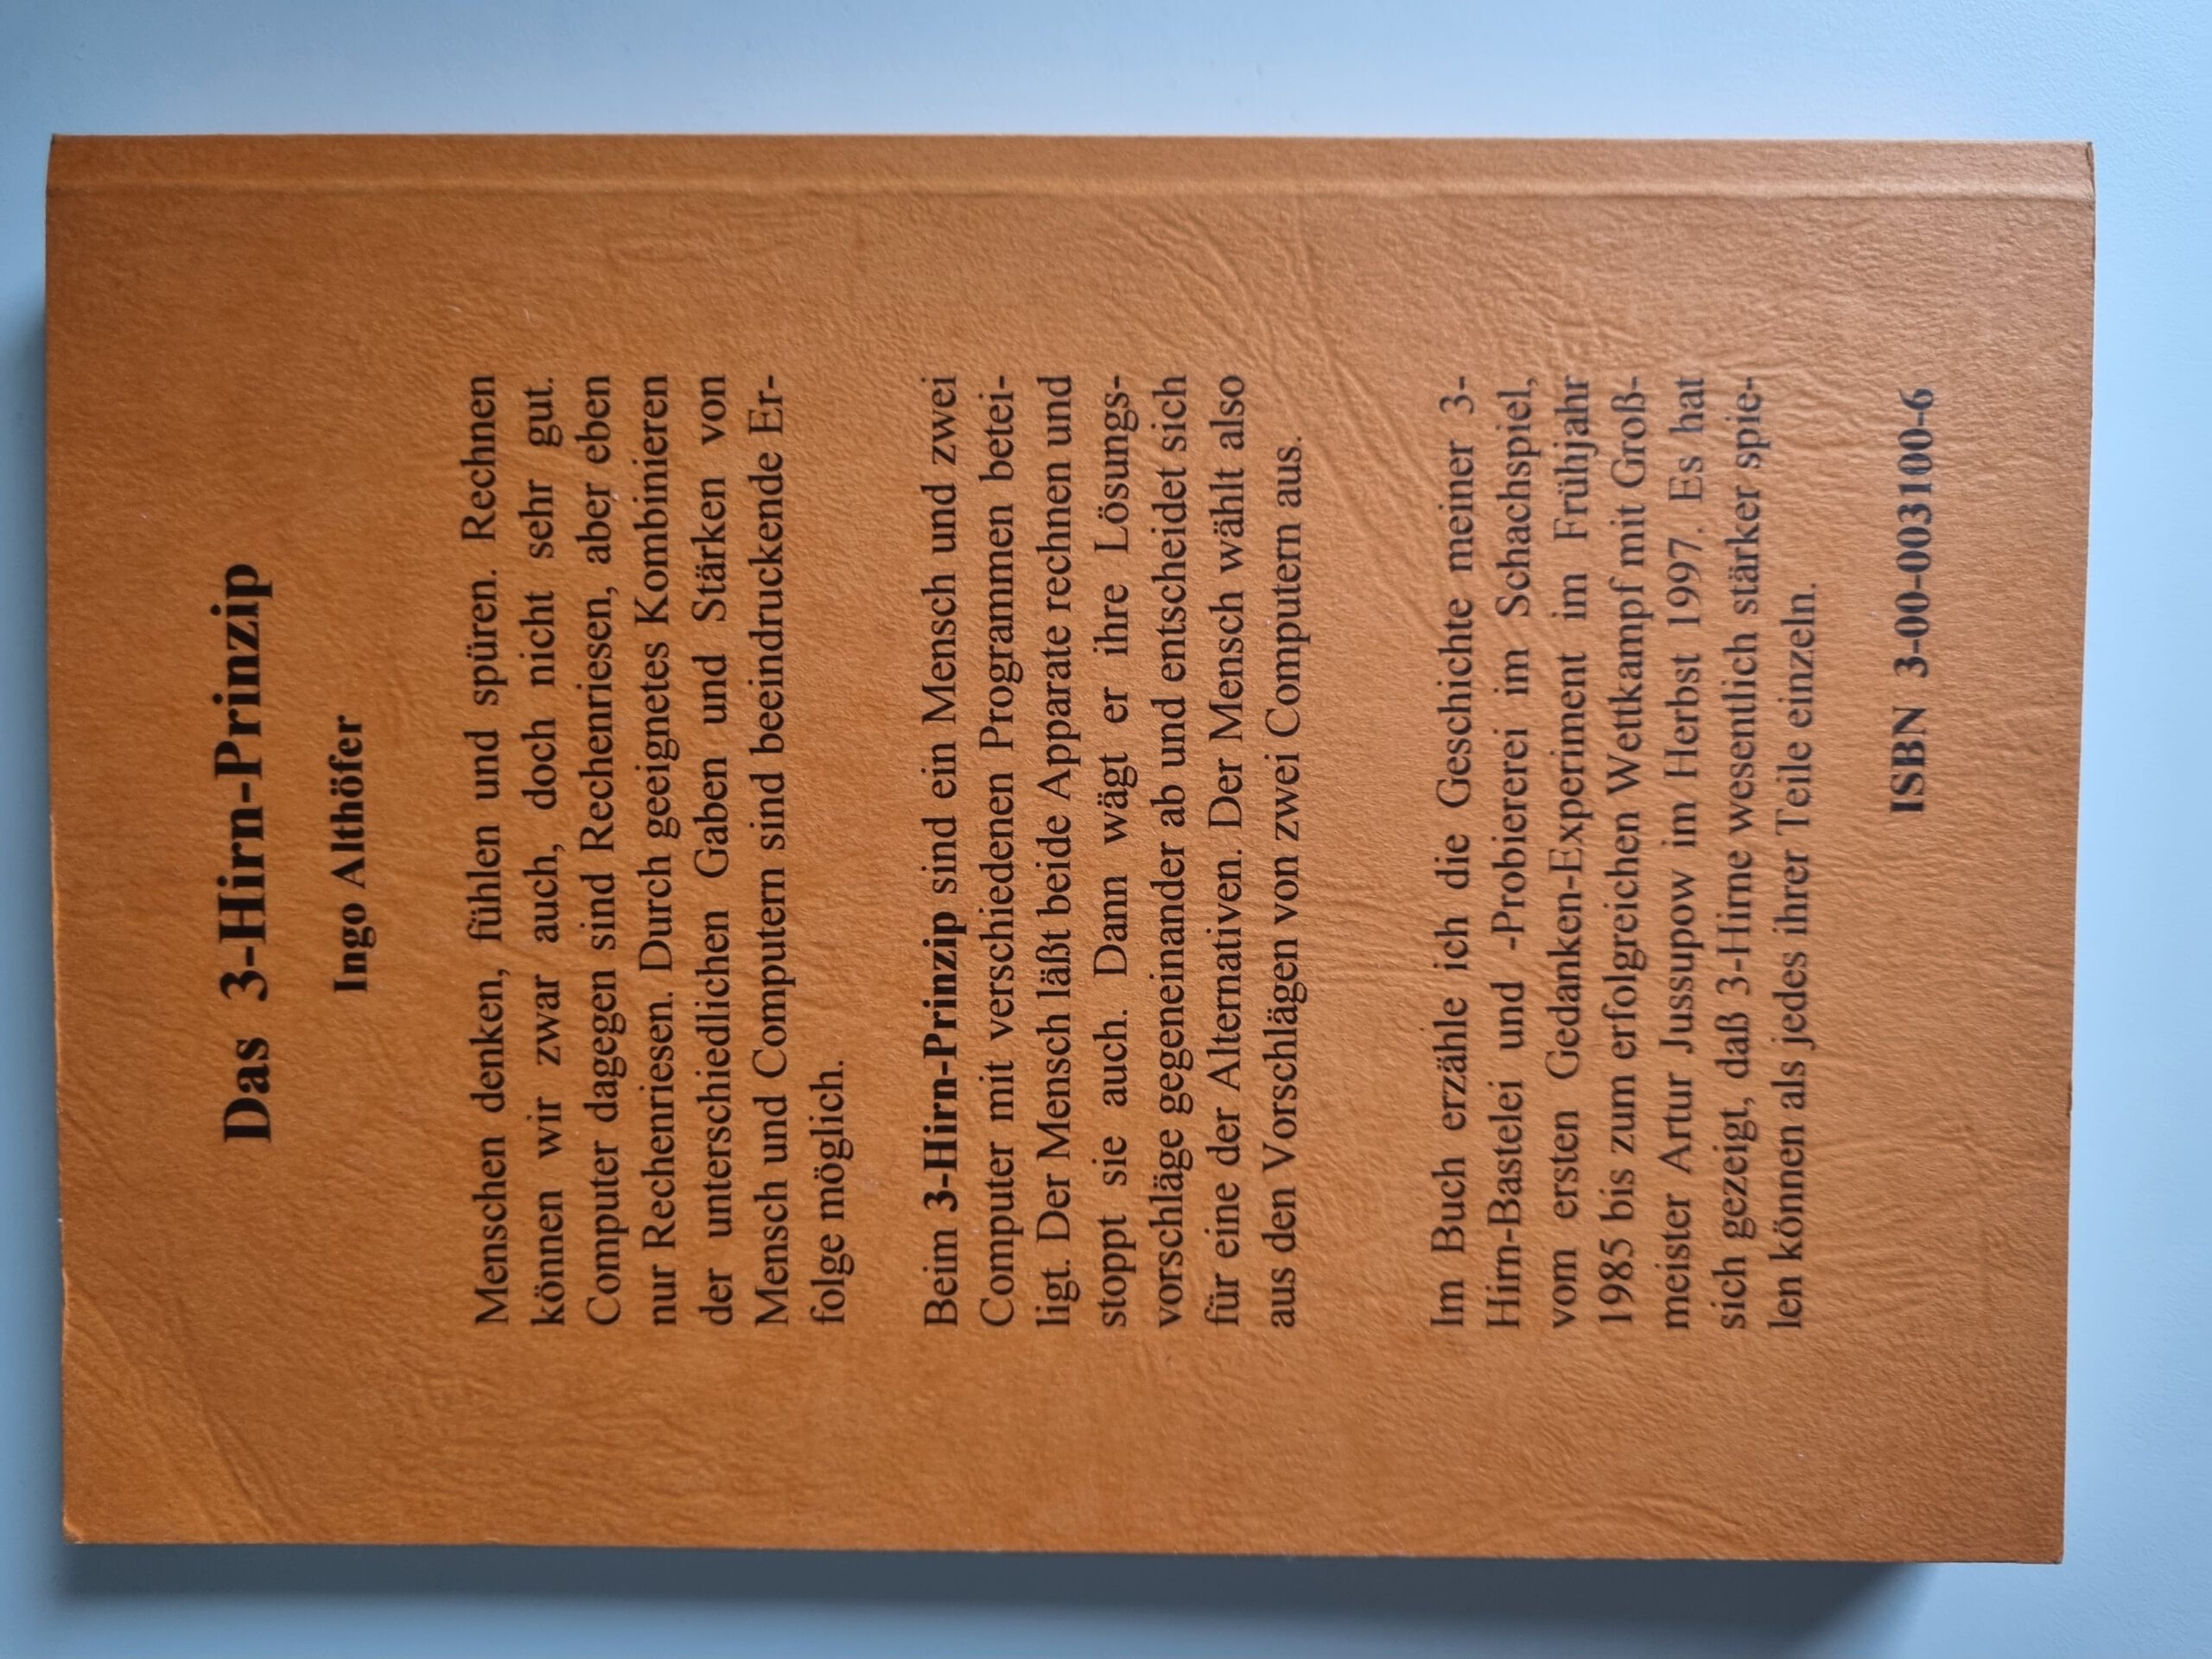 Das 3-Hirn-Prinzip
Ingo Althöfer
Menschen denken, fühlen und spüren. Rechnen
können wir zwar auch, doch nicht sehr gut.
Computer dagegen sind Rechenriesen, aber eben
nur Rechenriesen. Durch geeignetes Kombinieren
der unterschiedlichen Gaben und Stärken von
Mensch und Computern sind beeindruckende Er-
folge möglich.
Beim 3-Hirn-Prinzip sind ein Mensch und zwei
Computer mit verschiedenen Programmen betei-
ligt. Der Mensch läßt beide Apparate rechnen und
stoppt sie auch. Dann wägt er ihre Lösungs-
vorschläge gegeneinander ab und entscheidet sich
für eine der Alternativen. Der Mensch wählt also
aus den Vorschlägen von zwei Computern aus.
Im Buch erzähle ich die Geschichte meiner 3-
Hirn-Bastelei und -Probiererei im Schachspiel,
vom ersten Gedanken-Experiment im Frühjahr
1985 bis zum erfolgreichen Wettkampf mit Groß-
meister Artur Jussupow im Herbst 1997. Es hat
sich gezeigt, daß 3-Hirne wesentlich stärker spie-
len können als jedes ihrer Teile einzeln.
ISBN 3-00-003100-6